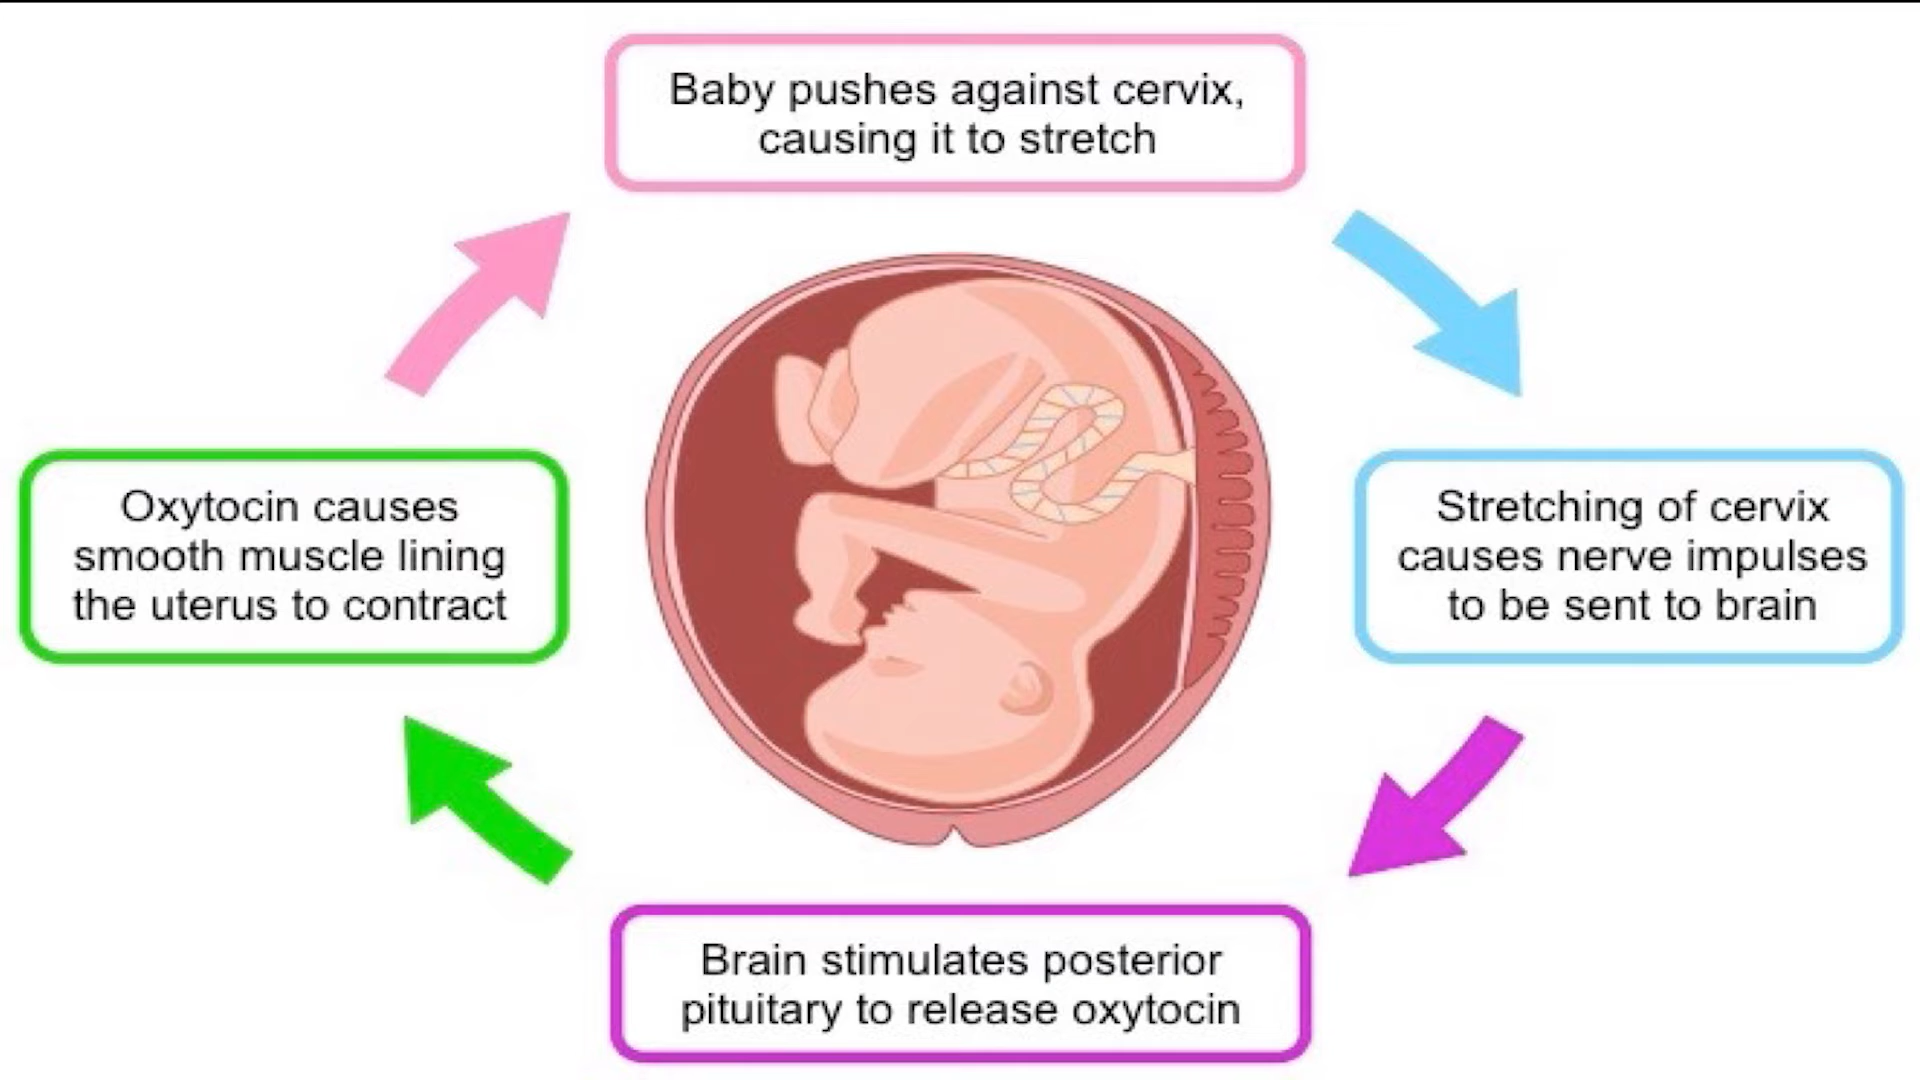 Baby pushes against cervix,
causing it to stretch
Stretching of cervix
causes nerve impulses
to be sent to brain
Brain stimulates posterior
pituitary to release oxytocin
Oxytocin causes
smooth muscle lining
the uterus to contract